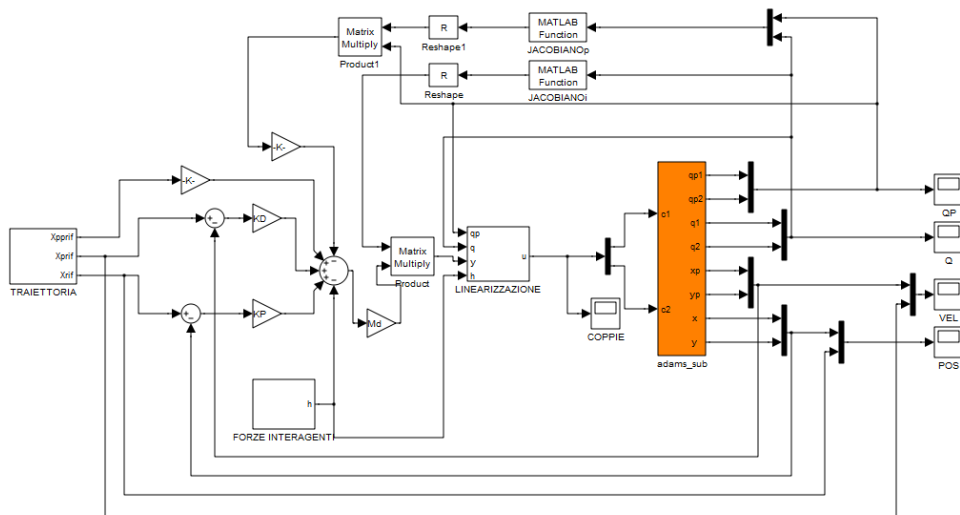 Matrix
Multiply
Product1
R
Reshape1
MATLAB
Function
JACOBIANOp
R
Reshape
MATLAB
Function
JACOBIANOi
-K-
-K-
Xpprif
Xprif
Xrif
TRAIETTORIA
KD
KP
Matrix
Multiply
Product
Md
h
FORZE INTERAGENTI
qp
q
y
h
u
LINEARIZZAZIONE
COPPIE
c1
c2
qp1
qp2
q1
q2
xp
yp
x
y
adams_sub
QP
Q
VEL
POS